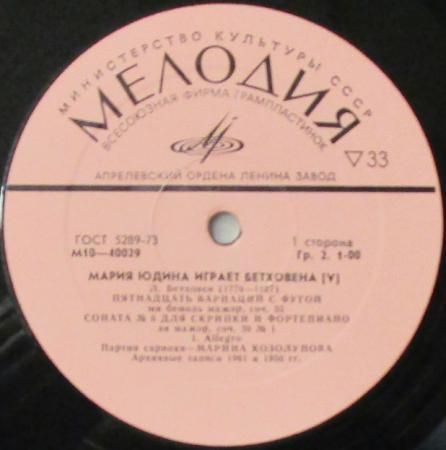 МИНИСТЕРСТВО КУЛЬТУРЫ СССР
МЕЛОДИЯ
ВСЕСОЮЗНАЯ ФИРМА ГРАМПЛАСТИНОК
▽33
АПРЕЛЕВСКИЙ ОРДЕНА ЛЕНИНА ЗАВОД
ГОСТ 5289-73
1 сторона
М10—40029
Гр. 2. 1-00
МАРИЯ ЮДИНА ИГРАЕТ БЕТХОВЕНА [V]
Л. Бетховен (1770—1827)
ПЯТНАДЦАТЬ ВАРИАЦИЙ С ФУГОЙ
ми бемоль мажор, соч. 35
СОНАТА № 6 ДЛЯ СКРИПКИ И ФОРТЕПИАНО
ля мажор, соч. 30 № 1
1. Allegro
Партия скрипки—МАРИНА КОЗОЛУПОВА
Архивные записи 1961 и 1950 гг.